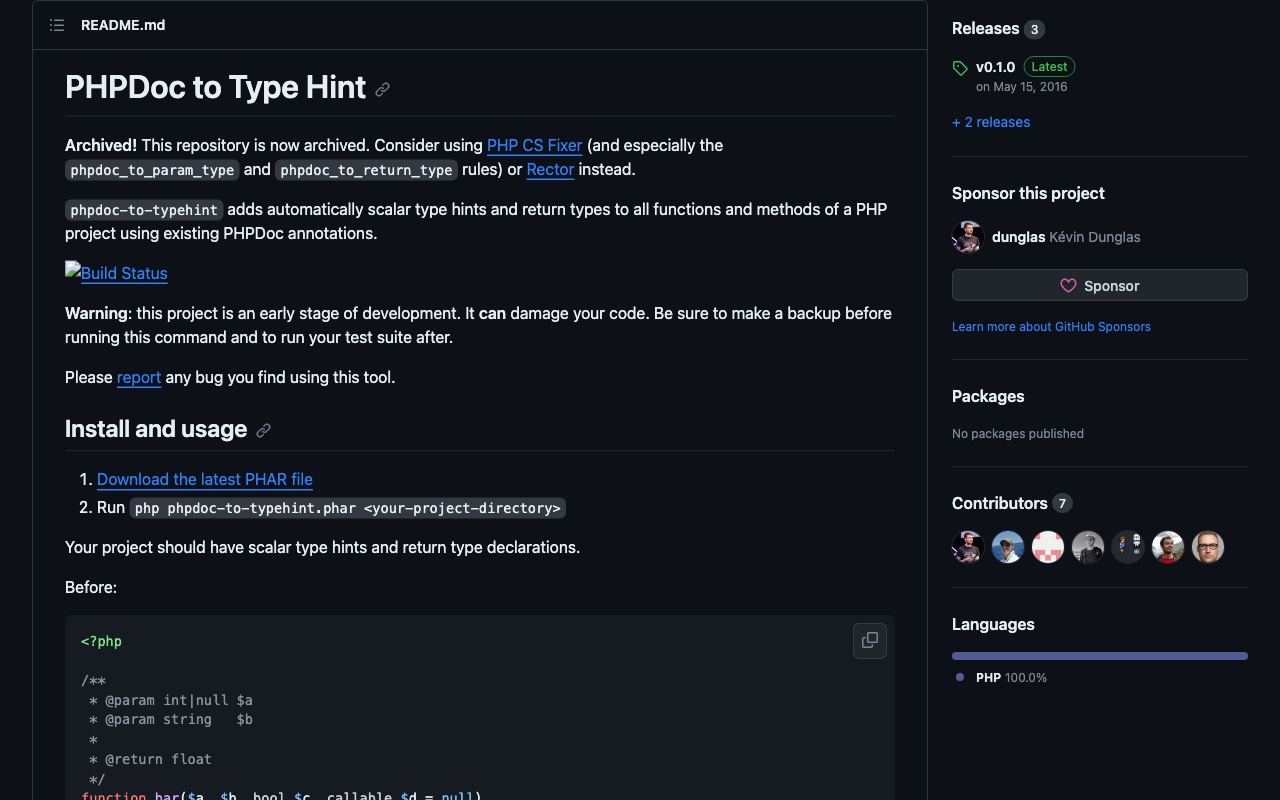 README.md
PHPDoc to Type Hint
Archived! This repository is now archived. Consider using PHP CS Fixer (and especially the
phpdoc_to_param_type and phpdoc_to_return_type rules) or Rector instead.
phpdoc-to-typehint adds automatically scalar type hints and return types to all functions and methods of a PHP
project using existing PHPDoc annotations.
Build Status
Warning: this project is an early stage of development. It can damage your code. Be sure to make a backup before
running this command and to run your test suite after.
Please report any bug you find using this tool.
Install and usage
1. Download the latest PHAR file
2. Run php phpdoc-to-typehint.phar <your-project-directory>
Your project should have scalar type hints and return type declarations.
Before:
<?php
/**
 * @param int|null $a
 * @param string   $b
 *
 * @return float
 */
function bar($a, $b, bool $c, callable $d = null)
Releases 3
v0.1.0 Latest
on May 15, 2016
+ 2 releases
Sponsor this project
dunglas Kévin Dunglas
Sponsor
Learn more about GitHub Sponsors
Packages
No packages published
Contributors 7
Languages
PHP 100.0%